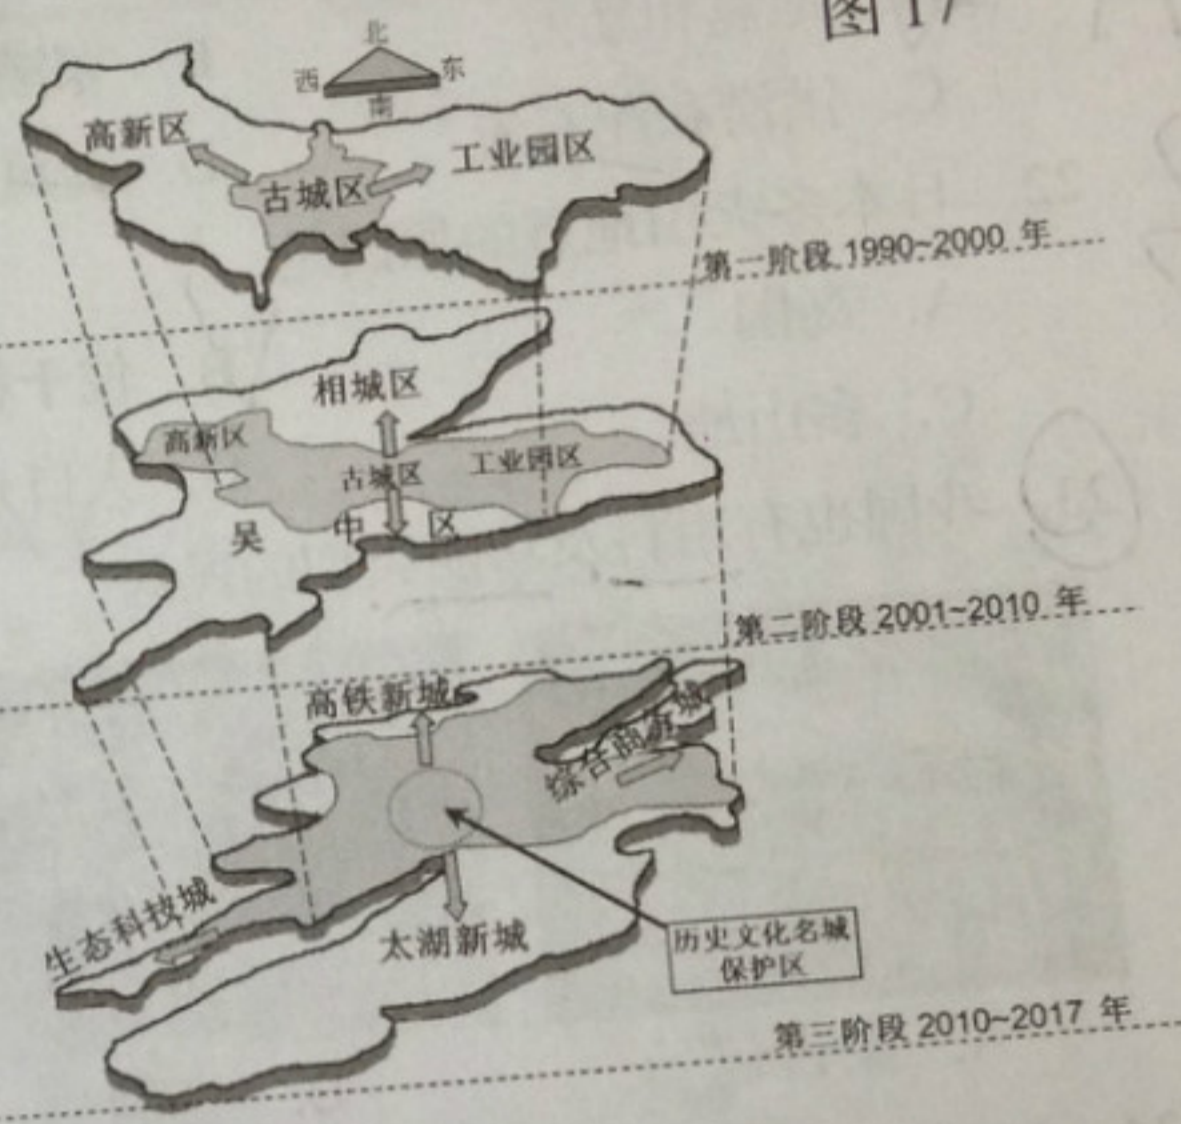 图 17
北
西
东
南
高新区
古城区
工业园区
第一阶段 1990~2000 年
相城区
高新区
古城区
工业园区
吴中区
第二阶段 2001~2010 年
高铁新城
综合商务城
生态科技城
太湖新城
历史文化名城
保护区
第三阶段 2010~2017 年